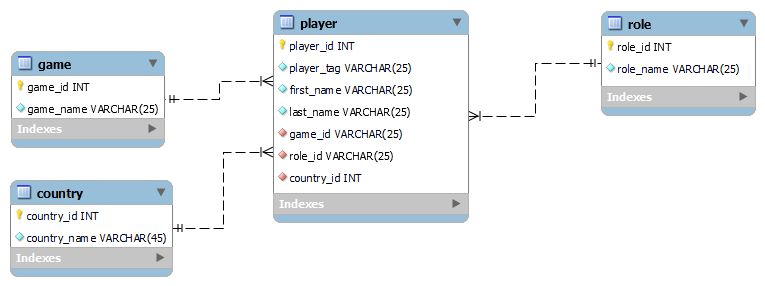 game
game_id INT
game_name VARCHAR(25)
Indexes
country
country_id INT
country_name VARCHAR(45)
Indexes
player
player_id INT
player_tag VARCHAR(25)
first_name VARCHAR(25)
last_name VARCHAR(25)
game_id VARCHAR(25)
role_id VARCHAR(25)
country_id INT
Indexes
role
role_id INT
role_name VARCHAR(25)
Indexes